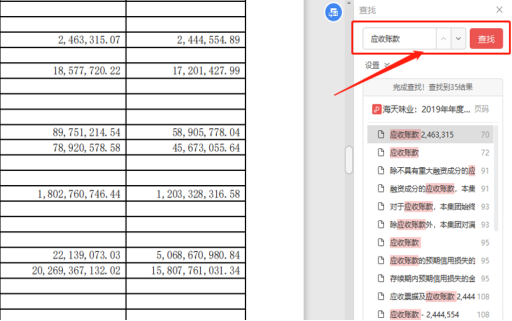 2,463,315.07 2,444,554.89
18,577,720.22 17,201,427.99
89,751,214.54 58,905,778.04
78,920,578.58 45,673,055.64
1,802,760,746.44 1,203,328,316.58
22,139,073.03 5,068,670,980.84
20,269,367,132.02 15,807,761,031.34
查找
应收账款 查找
设置
完成查找！查找到35结果
海天味业：2019年年度... 页码
应收账款 2,463,315 70
应收账款 72
除不具有重大融资成分的应 91
融资成分的应收账款，本集 91
对于应收账款，本集团始终 93
除应收账款外，本集团对满 93
应收账款 95
应收账款的预期信用损失的 95
存续期内预期信用损失的金 95
应收票据及应收账款 2,444 108
应收账款 - 2,444,554 108